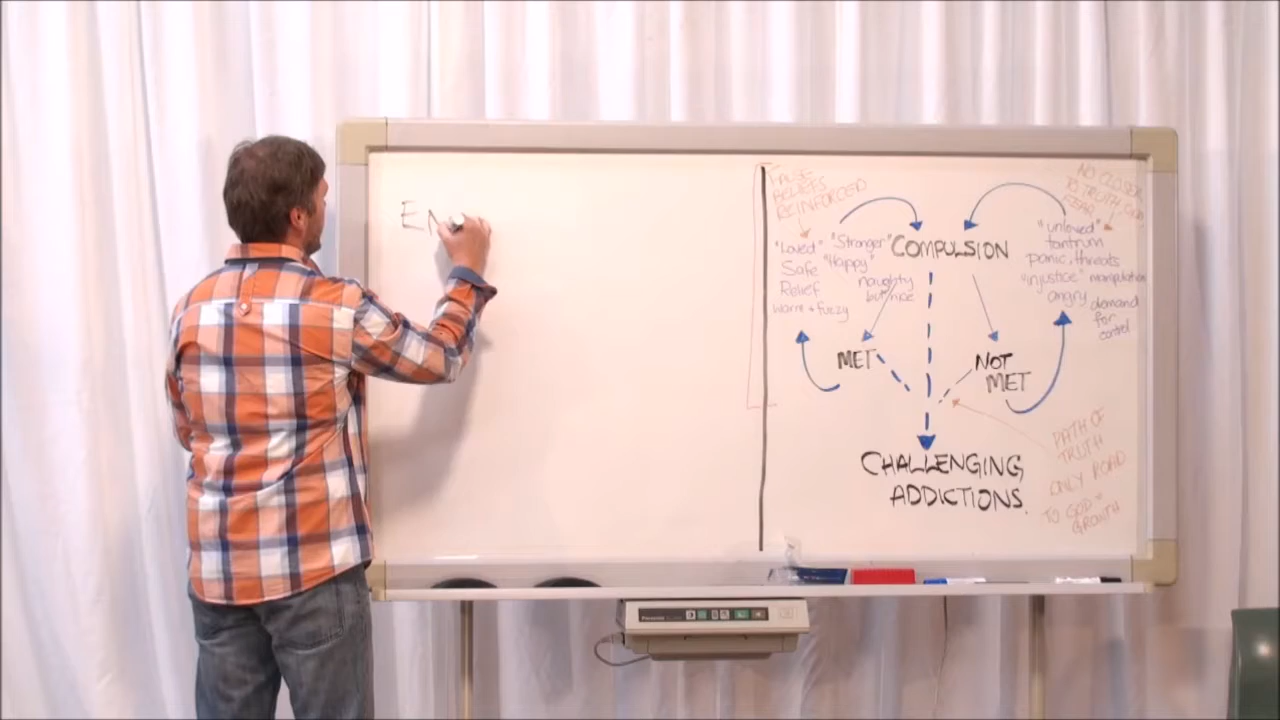 EM
FALSE
BELIEFS
REINFORCED
NO CLOSER
TO TRUTH
FEAR
"Loved" "Stronger" COMPULSION
Safe "Happy"
Relief naughty
but nice
warm + fuzzy
"unloved"
tantrum
panic, threats
"injustice" manipulation
angry demand
for
control
MET
NOT
MET
CHALLENGING
ADDICTIONS.
PATH OF
TRUTH
ONLY ROAD
TO GOD +
GROWTH
Panasonic